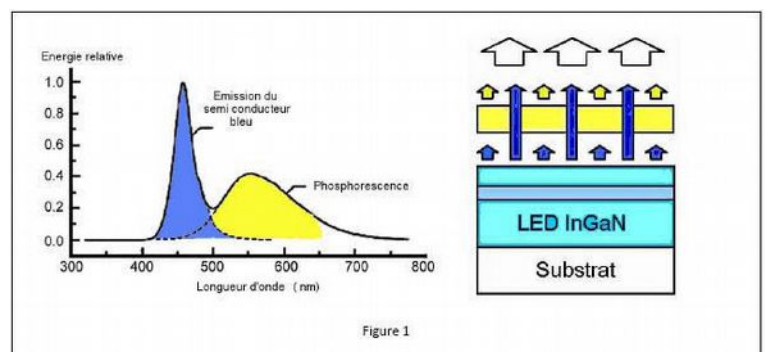 Energie relative
1.0
0.8
0.6
0.4
0.2
0.0
Emission du
semi conducteur
bleu
Phosphorescence
300 400 500 600 700 800
Longueur d'onde ( nm)
LED InGaN
Substrat
Figure 1